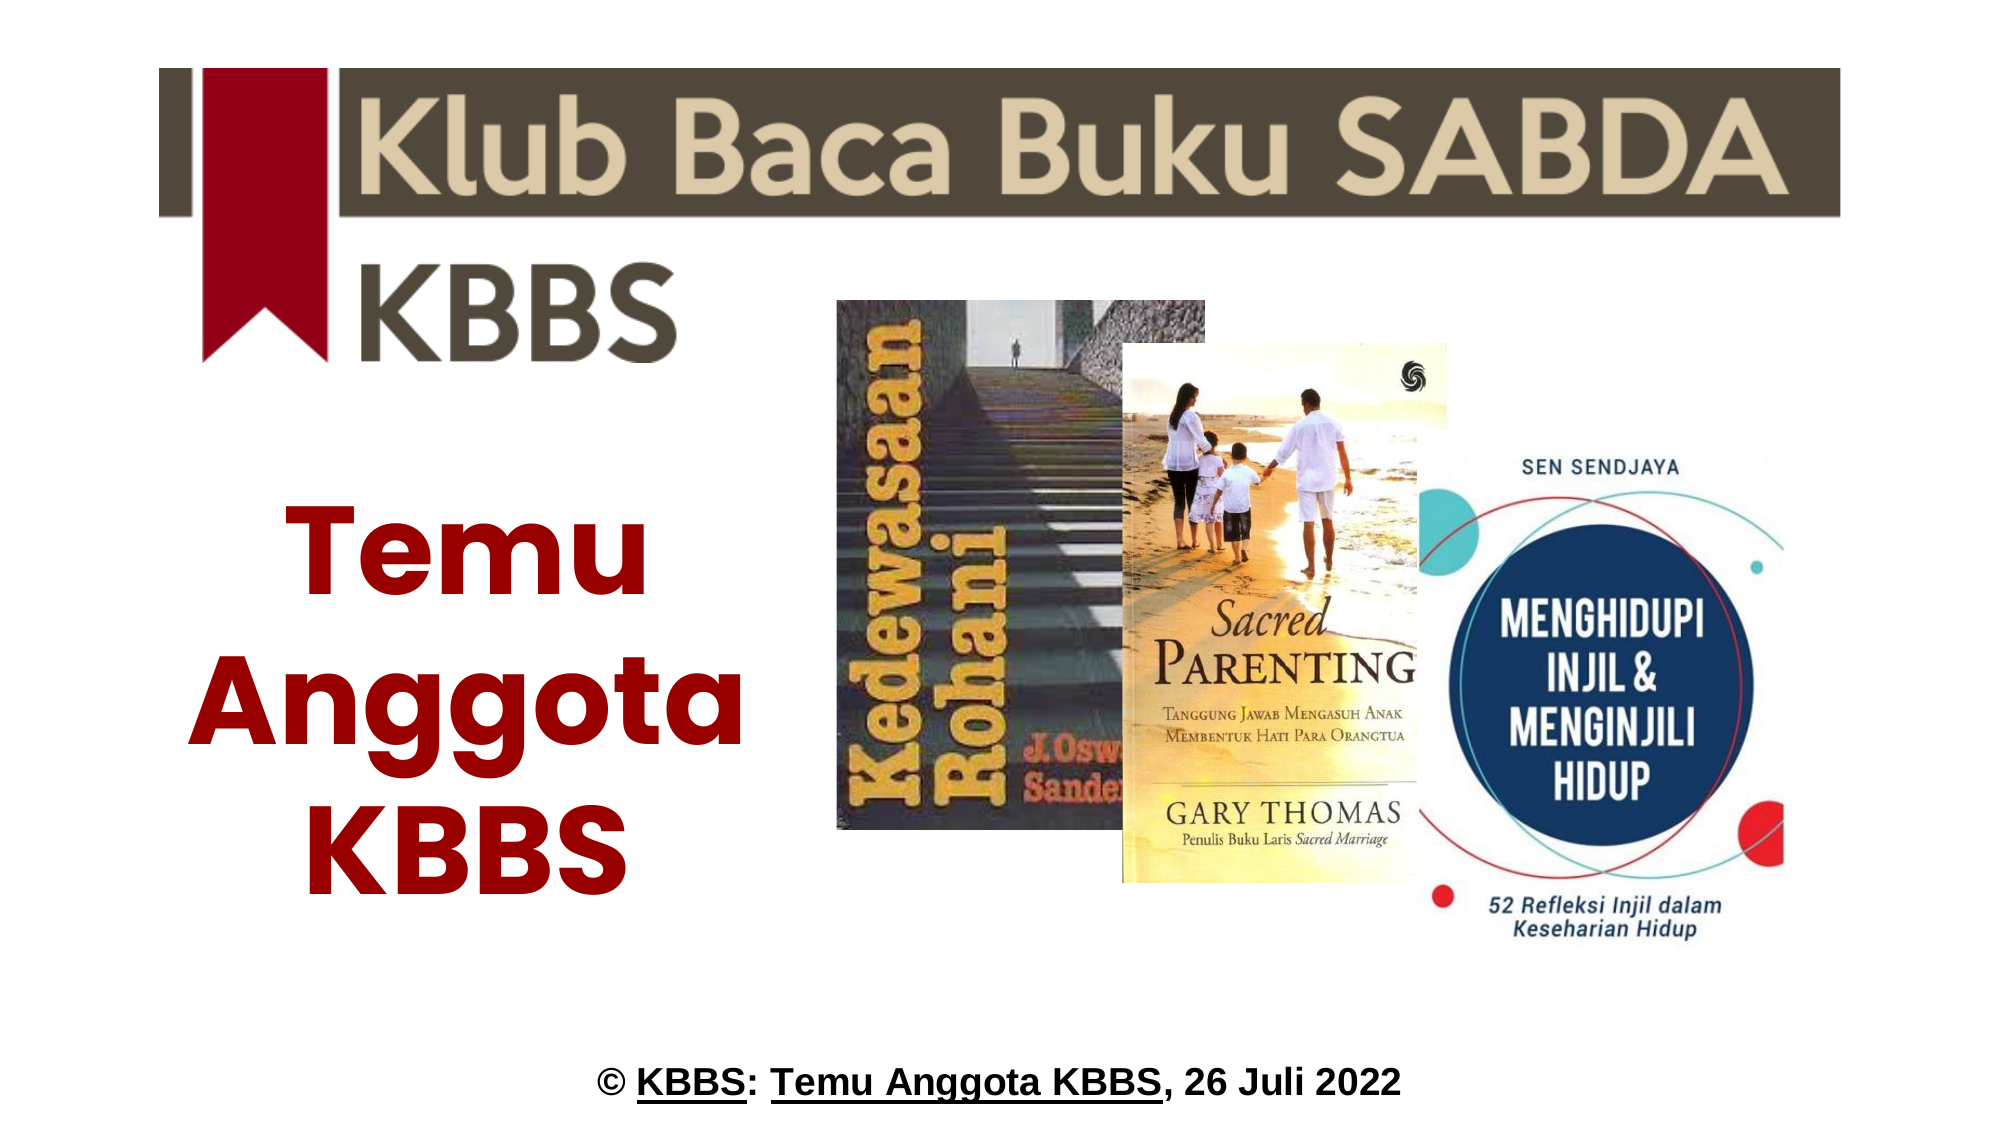 Klub Baca Buku SABDA
KBBS
Temu
Anggota
KBBS
Kedewasaan
Rohani
J.Osw
Sande
Sacred
PARENTING
TANGGUNG JAWAB MENGASUH ANAK
MEMBENTUK HATI PARA ORANGTUA
GARY THOMAS
Penulis Buku Laris Sacred Marriage
SEN SENDJAYA
MENGHIDUPI
INJIL &
MENGINJILI
HIDUP
52 Refleksi Injil dalam
Keseharian Hidup
© KBBS: Temu Anggota KBBS, 26 Juli 2022